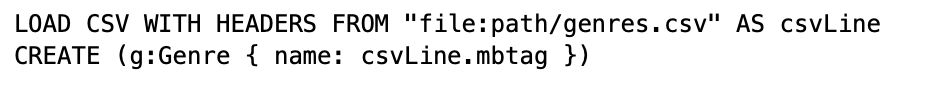 LOAD CSV WITH HEADERS FROM "file:path/genres.csv" AS csvLine
CREATE (g:Genre { name: csvLine.mbtag })